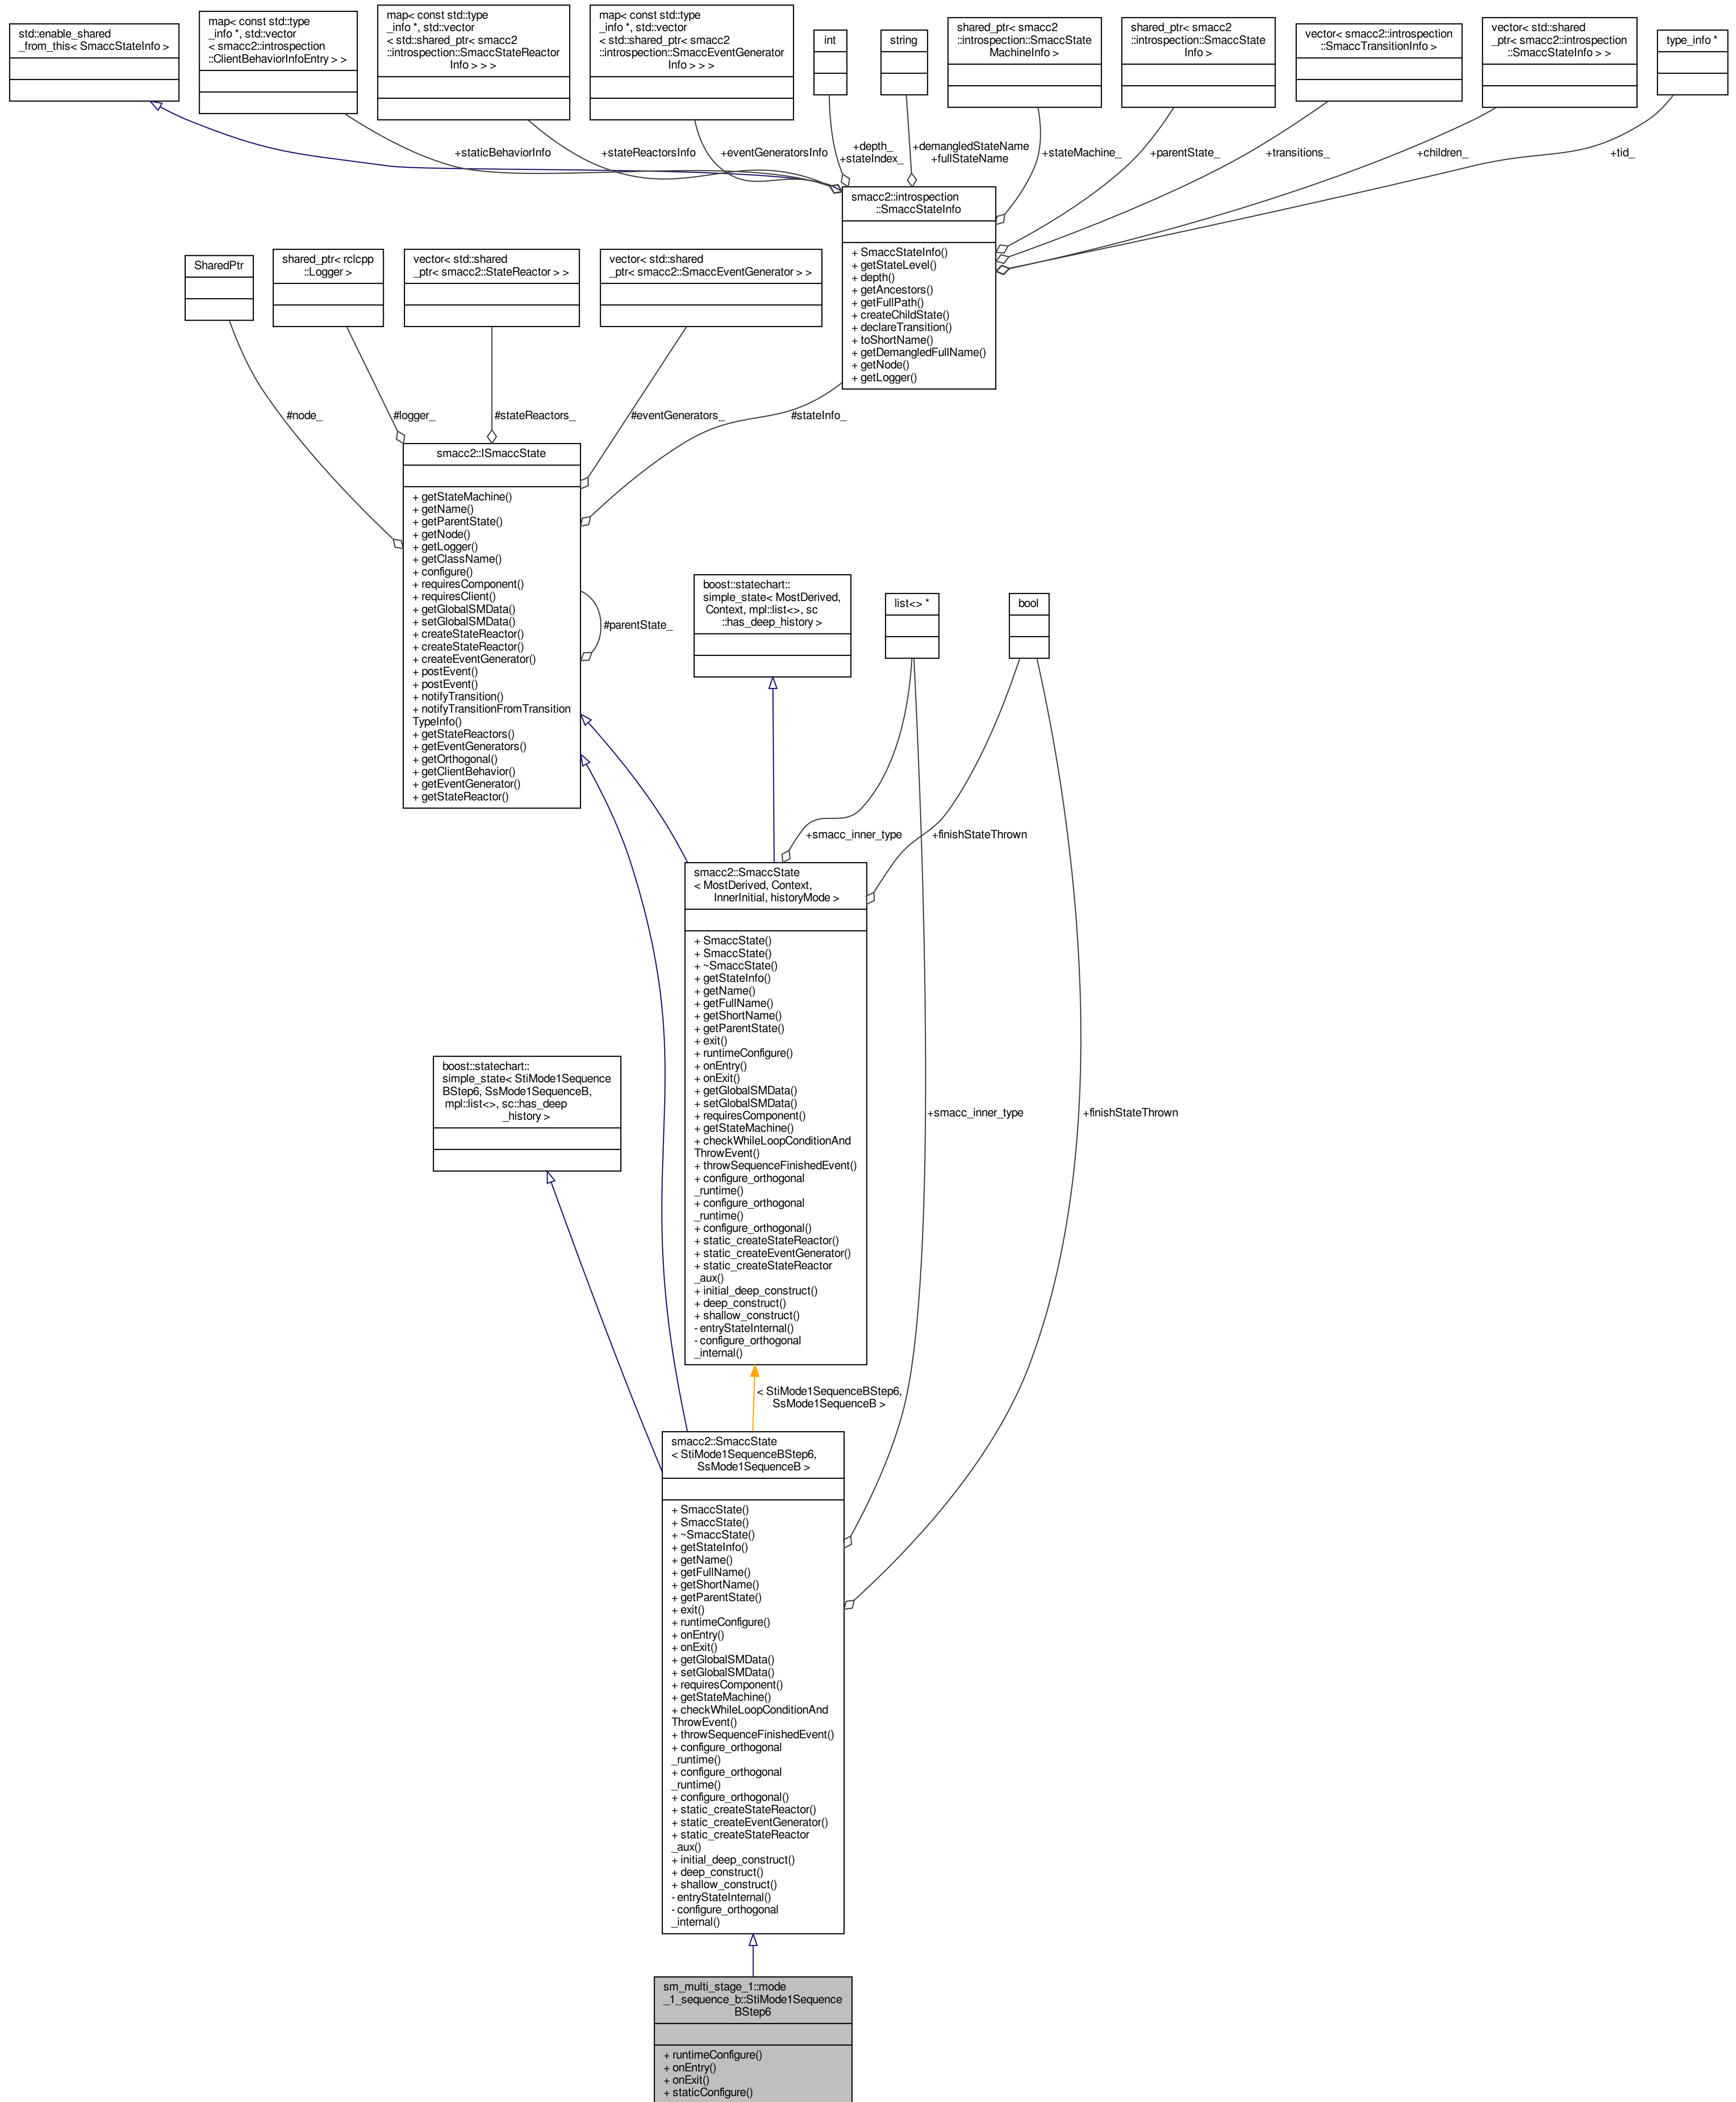 std::enable_shared
_from_this< SmaccStateInfo >
map< const std::type
_info *, std::vector
< smacc2::introspection
::ClientBehaviorInfoEntry > >
map< const std::type
_info *, std::vector
< std::shared_ptr< smacc2
::introspection::SmaccStateReactor
Info > > >
map< const std::type
_info *, std::vector
< std::shared_ptr< smacc2
::introspection::SmaccEventGenerator
Info > > >
int
string
shared_ptr< smacc2
::introspection::SmaccState
MachineInfo >
shared_ptr< smacc2
::introspection::SmaccState
Info >
vector< smacc2::introspection
::SmaccTransitionInfo >
vector< std::shared
_ptr< smacc2::introspection
::SmaccStateInfo > >
type_info *
+staticBehaviorInfo
+stateReactorsInfo
+eventGeneratorsInfo
+depth_
+stateIndex_
+demangledStateName
+fullStateName
+stateMachine_
+parentState_
+transitions_
+children_
+tid_
smacc2::introspection
::SmaccStateInfo
+ SmaccStateInfo()
+ getStateLevel()
+ depth()
+ getAncestors()
+ getFullPath()
+ createChildState()
+ declareTransition()
+ toShortName()
+ getDemangledFullName()
+ getNode()
+ getLogger()
SharedPtr
shared_ptr< rclcpp
::Logger >
vector< std::shared
_ptr< smacc2::StateReactor > >
vector< std::shared
_ptr< smacc2::SmaccEventGenerator > >
#node_
#logger_
#stateReactors_
#eventGenerators_
#stateInfo_
smacc2::ISmaccState
+ getStateMachine()
+ getName()
+ getParentState()
+ getNode()
+ getLogger()
+ getClassName()
+ configure()
+ requiresComponent()
+ requiresClient()
+ getGlobalSMData()
+ setGlobalSMData()
+ createStateReactor()
+ createStateReactor()
+ createEventGenerator()
+ postEvent()
+ postEvent()
+ notifyTransition()
+ notifyTransitionFromTransition
TypeInfo()
+ getStateReactors()
+ getEventGenerators()
+ getOrthogonal()
+ getClientBehavior()
+ getEventGenerator()
+ getStateReactor()
#parentState_
boost::statechart::
simple_state< MostDerived,
Context, mpl::list<>, sc
::has_deep_history >
list<> *
bool
+smacc_inner_type
+finishStateThrown
smacc2::SmaccState
< MostDerived, Context,
InnerInitial, historyMode >
+ SmaccState()
+ SmaccState()
+ ~SmaccState()
+ getStateInfo()
+ getName()
+ getFullName()
+ getShortName()
+ getParentState()
+ exit()
+ runtimeConfigure()
+ onEntry()
+ onExit()
+ getGlobalSMData()
+ setGlobalSMData()
+ requiresComponent()
+ getStateMachine()
+ checkWhileLoopConditionAnd
ThrowEvent()
+ throwSequenceFinishedEvent()
+ configure_orthogonal
_runtime()
+ configure_orthogonal
_runtime()
+ configure_orthogonal()
+ static_createStateReactor()
+ static_createEventGenerator()
+ static_createStateReactor
_aux()
+ initial_deep_construct()
+ deep_construct()
+ shallow_construct()
- entryStateInternal()
- configure_orthogonal
_internal()
boost::statechart::
simple_state< StiMode1Sequence
BStep6, SsMode1SequenceB,
mpl::list<>, sc::has_deep
_history >
+smacc_inner_type
+finishStateThrown
< StiMode1SequenceBStep6,
SsMode1SequenceB >
smacc2::SmaccState
< StiMode1SequenceBStep6,
SsMode1SequenceB >
+ SmaccState()
+ SmaccState()
+ ~SmaccState()
+ getStateInfo()
+ getName()
+ getFullName()
+ getShortName()
+ getParentState()
+ exit()
+ runtimeConfigure()
+ onEntry()
+ onExit()
+ getGlobalSMData()
+ setGlobalSMData()
+ requiresComponent()
+ getStateMachine()
+ checkWhileLoopConditionAnd
ThrowEvent()
+ throwSequenceFinishedEvent()
+ configure_orthogonal
_runtime()
+ configure_orthogonal
_runtime()
+ configure_orthogonal()
+ static_createStateReactor()
+ static_createEventGenerator()
+ static_createStateReactor
_aux()
+ initial_deep_construct()
+ deep_construct()
+ shallow_construct()
- entryStateInternal()
- configure_orthogonal
_internal()
sm_multi_stage_1::mode
_1_sequence_b::StiMode1Sequence
BStep6
+ runtimeConfigure()
+ onEntry()
+ onExit()
+ staticConfigure()